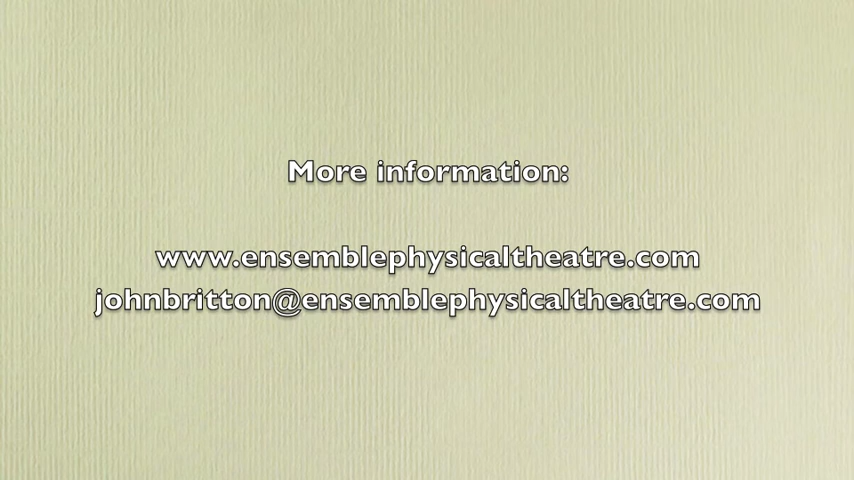 More information:
www.ensemblephysicaltheatre.com
johnbritton@ensemblephysicaltheatre.com